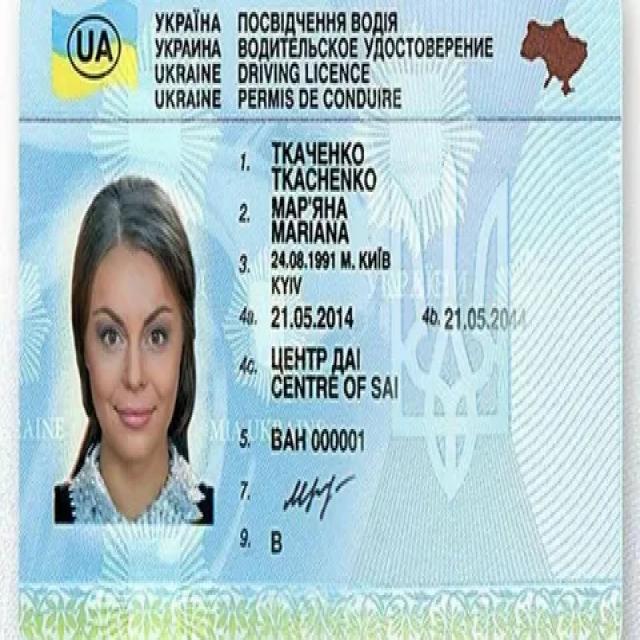 UA
УКРАЇНА ПОСВІДЧЕННЯ ВОДІЯ
УКРАИНА ВОДИТЕЛЬСКОЕ УДОСТОВЕРЕНИЕ
UKRAINE DRIVING LICENCE
UKRAINE PERMIS DE CONDUIRE
1. ТКАЧЕНКО
TKACHENKO
2. МАР'ЯНА
MARIANA
3. 24.08.1991 М. КИЇВ
KYIV
4a. 21.05.2014 4b. 21.05.2044
4c. ЦЕНТР ДАІ
CENTRE OF SAI
5. BAH 000001
7.
9. B